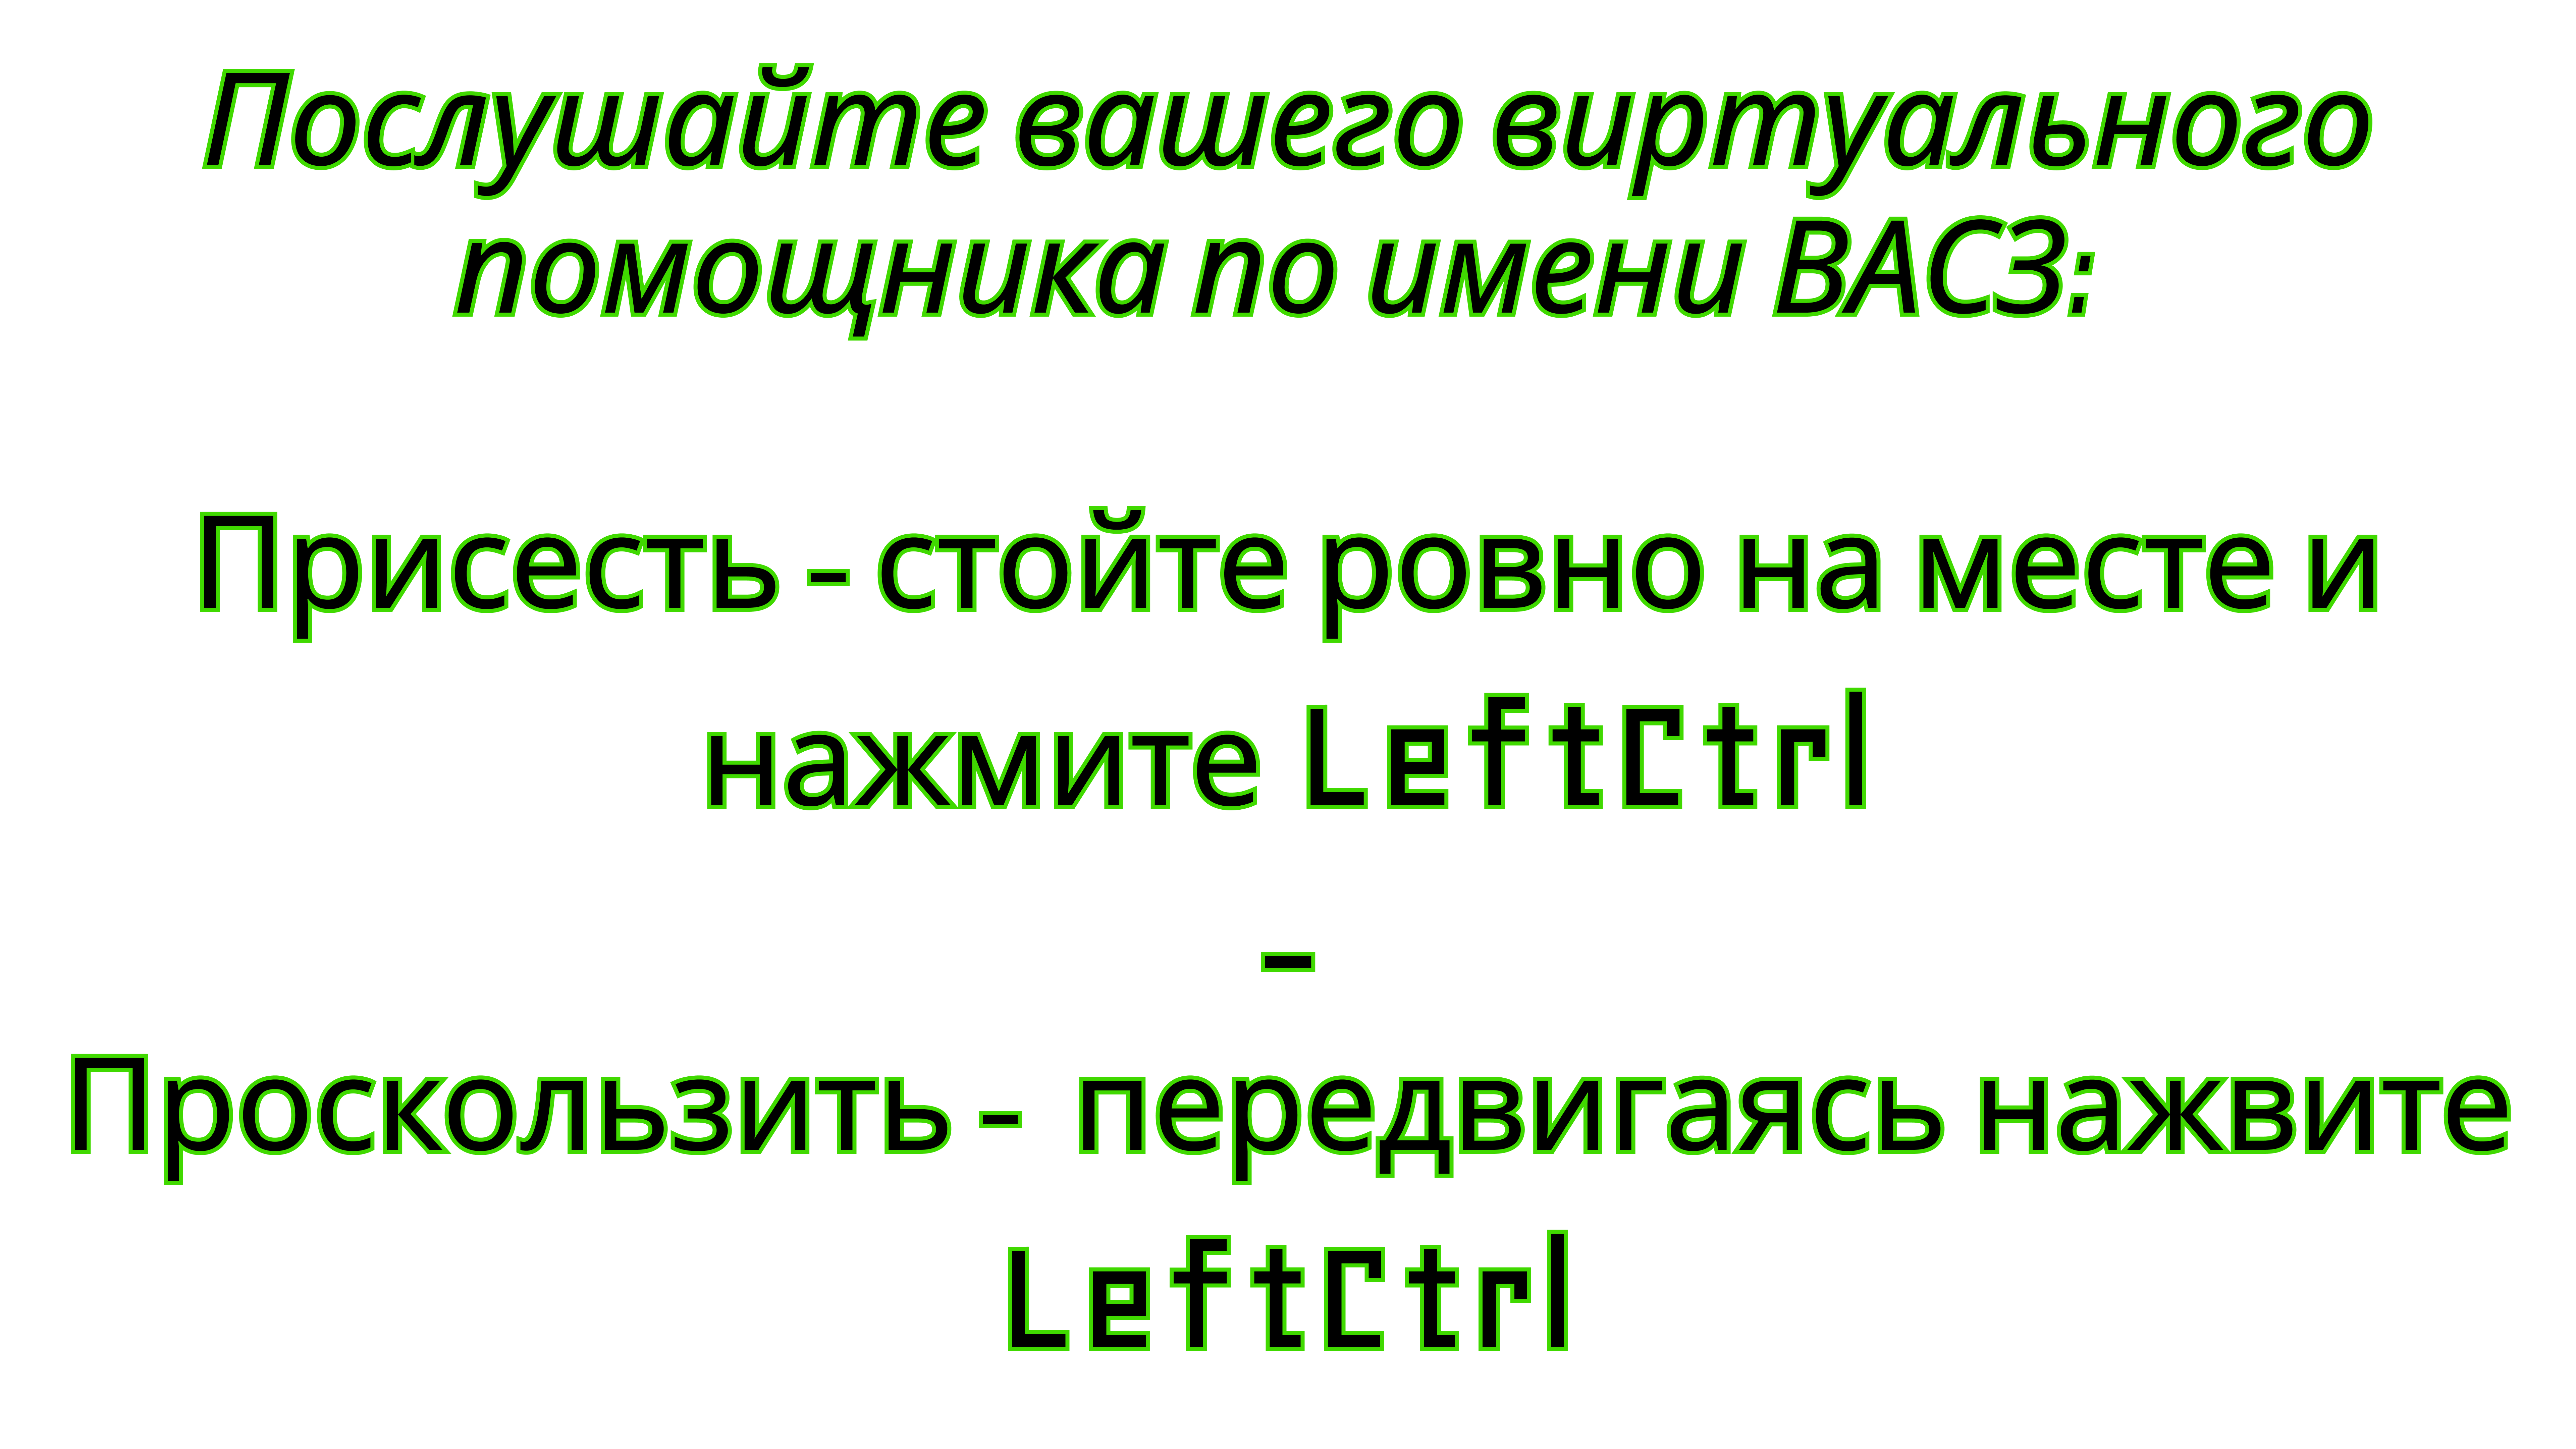 Послушайте вашего виртуального
помощника по имени ВАСЗ:
Присесть - стойте ровно на месте и
нажмите LeftCtrl
-
Проскользить - передвигаясь нажвите
LeftCtrl